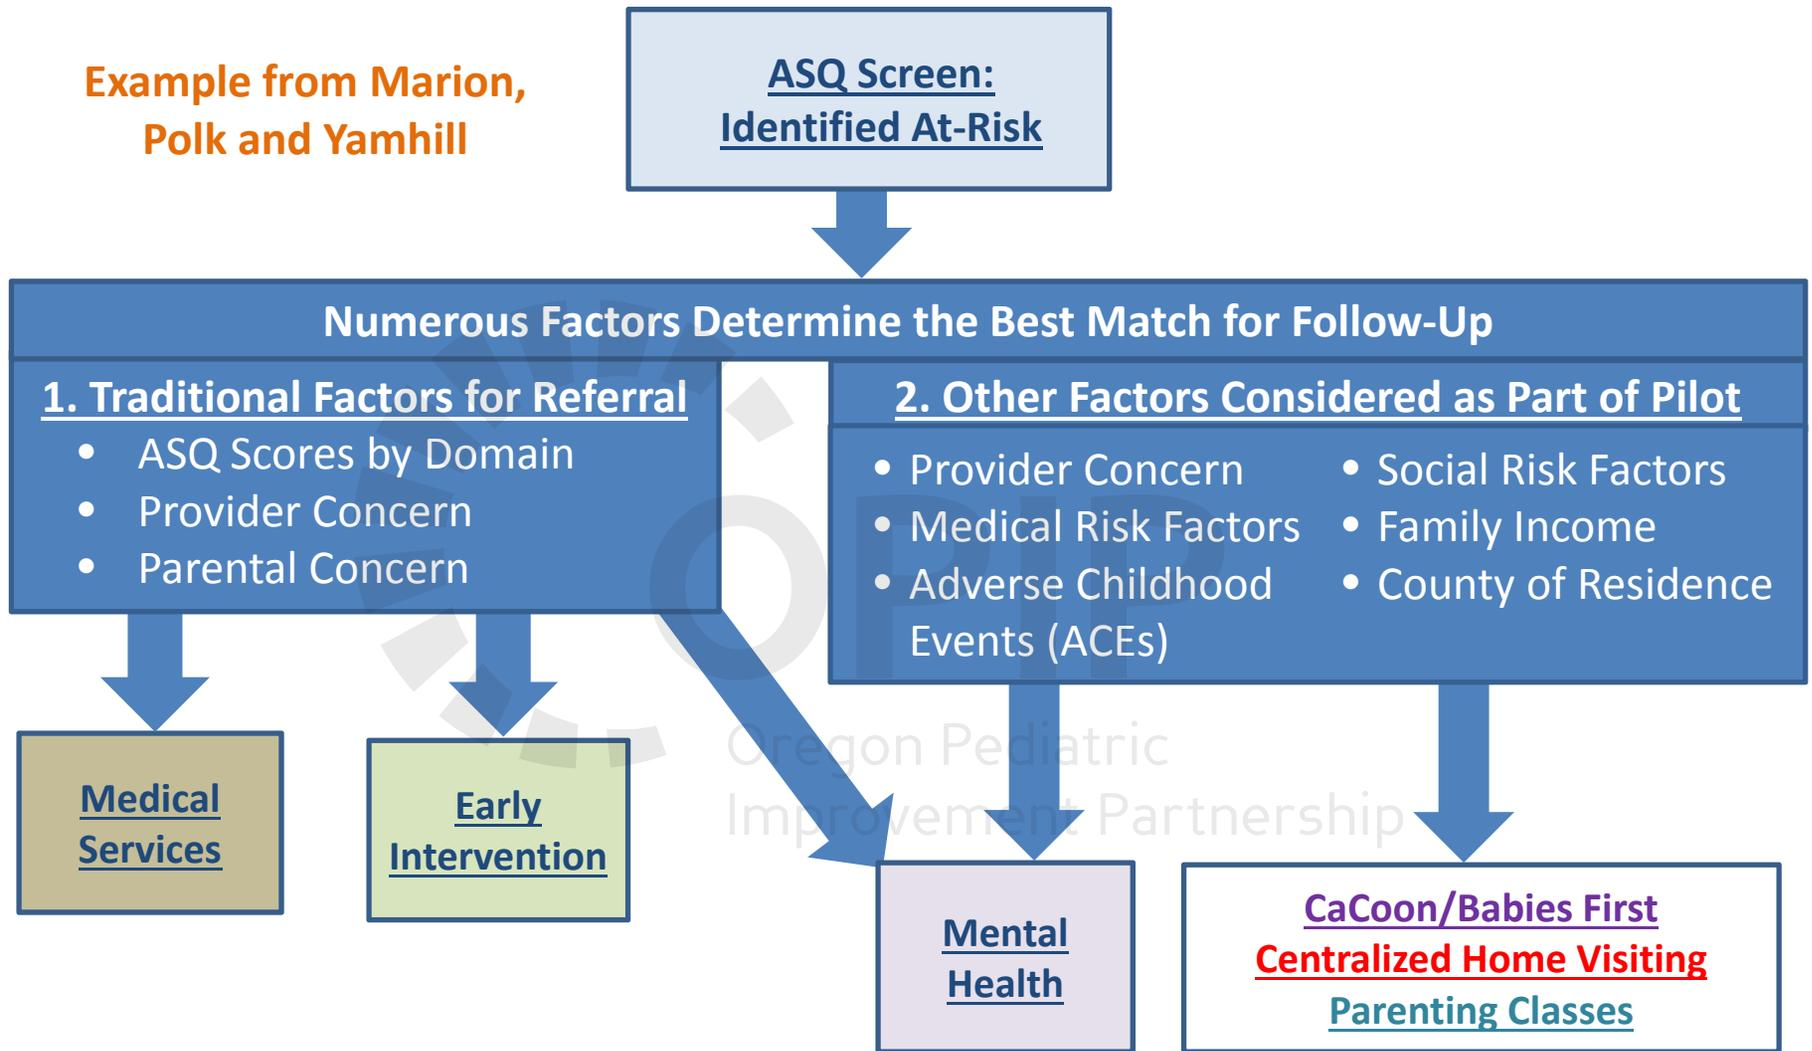 Example from Marion,
Polk and Yamhill
ASQ Screen:
Identified At-Risk
Numerous Factors Determine the Best Match for Follow-Up
1. Traditional Factors for Referral
• ASQ Scores by Domain
• Provider Concern
• Parental Concern
2. Other Factors Considered as Part of Pilot
• Provider Concern
• Medical Risk Factors
• Adverse Childhood
Events (ACEs)
• Social Risk Factors
• Family Income
• County of Residence
Medical
Services
Early
Intervention
Mental
Health
CaCoon/Babies First
Centralized Home Visiting
Parenting Classes
OPIP
Oregon Pediatric
Improvement Partnership